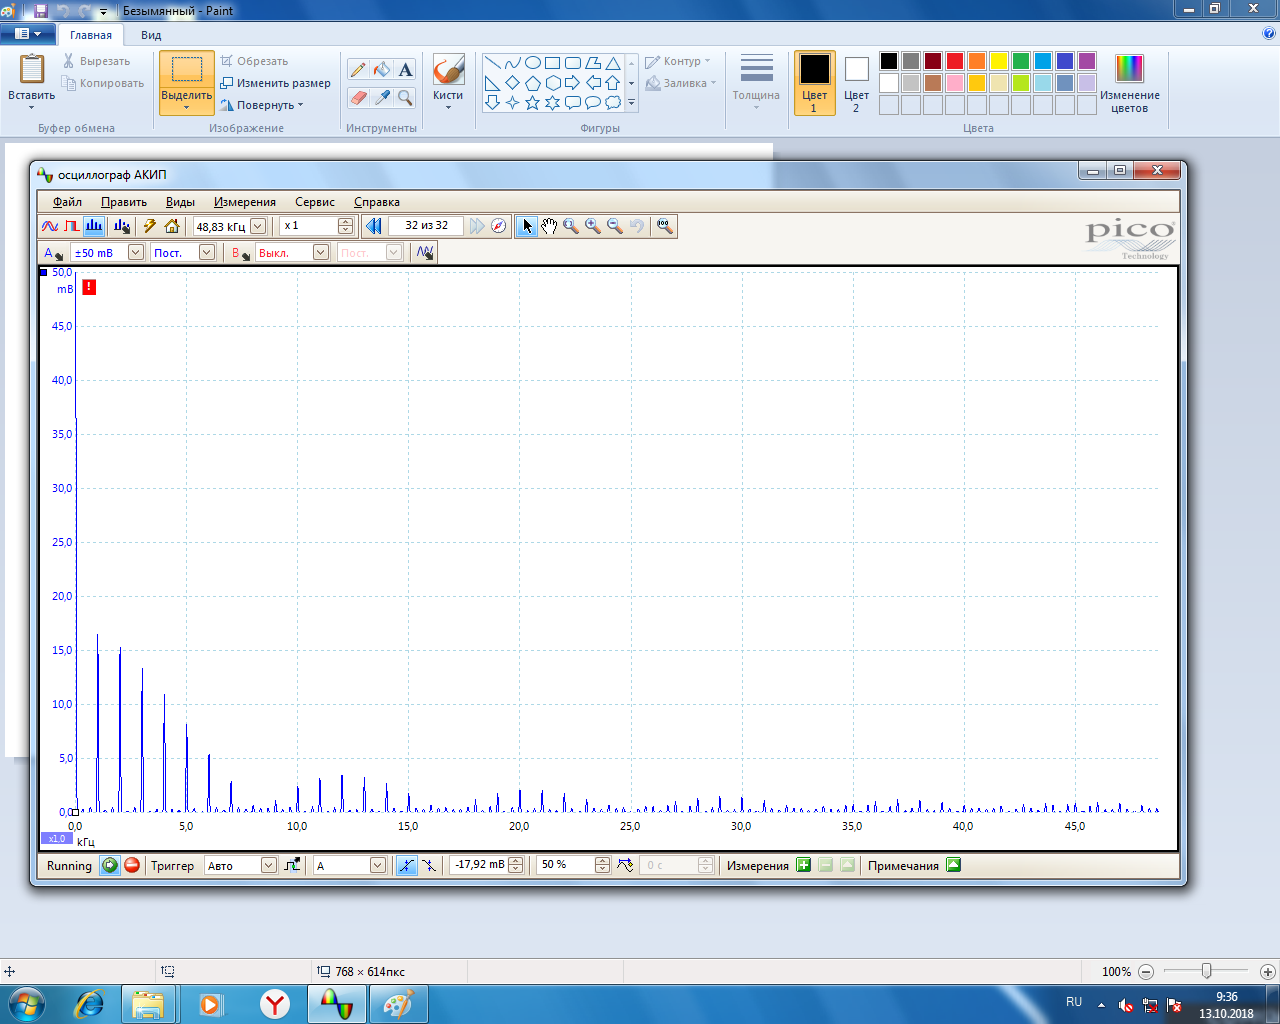 Безымянный - Paint
Главная
Вид
Вставить
Вырезать
Копировать
Буфер обмена
Выделить
Обрезать
Изменить размер
Повернуть
Изображение
A
Инструменты
Кисти
Фигуры
Контур
Заливка
Толщина
Цвет
1
Цвет
2
Изменение
цветов
Цвета
осциллограф АКИП
Файл Править Виды Измерения Сервис Справка
48,83 кГц x 1 32 из 32
pico
Technology
A ±50 mВ Пост. B Выкл. Пост.
50,0
mВ
!
45,0
40,0
35,0
30,0
25,0
20,0
15,0
10,0
5,0
0,0
0,0 5,0 10,0 15,0 20,0 25,0 30,0 35,0 40,0 45,0
x1,0
kГц
Running Триггер Авто A -17,92 mВ 50 % 0 с Измерения Примечания
768 × 614пкс
100%
RU
9:36
13.10.2018